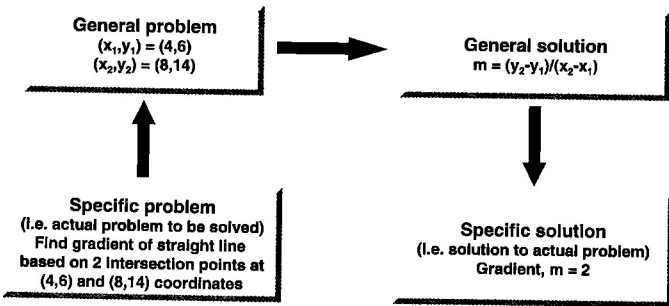 General problem
(x₁,y₁) = (4,6)
(x₂,y₂) = (8,14)
General solution
m = (y₂-y₁)/(x₂-x₁)
Specific problem
(i.e. actual problem to be solved)
Find gradient of straight line
based on 2 intersection points at
(4,6) and (8,14) coordinates
Specific solution
(i.e. solution to actual problem)
Gradient, m = 2